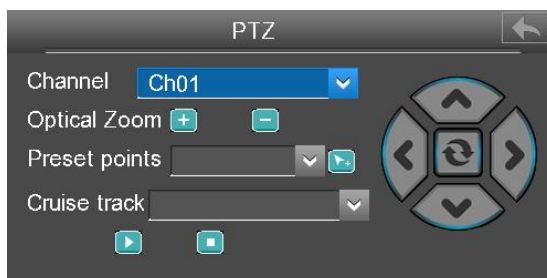 PTZ
Channel Ch01
Optical Zoom
Preset points
Cruise track